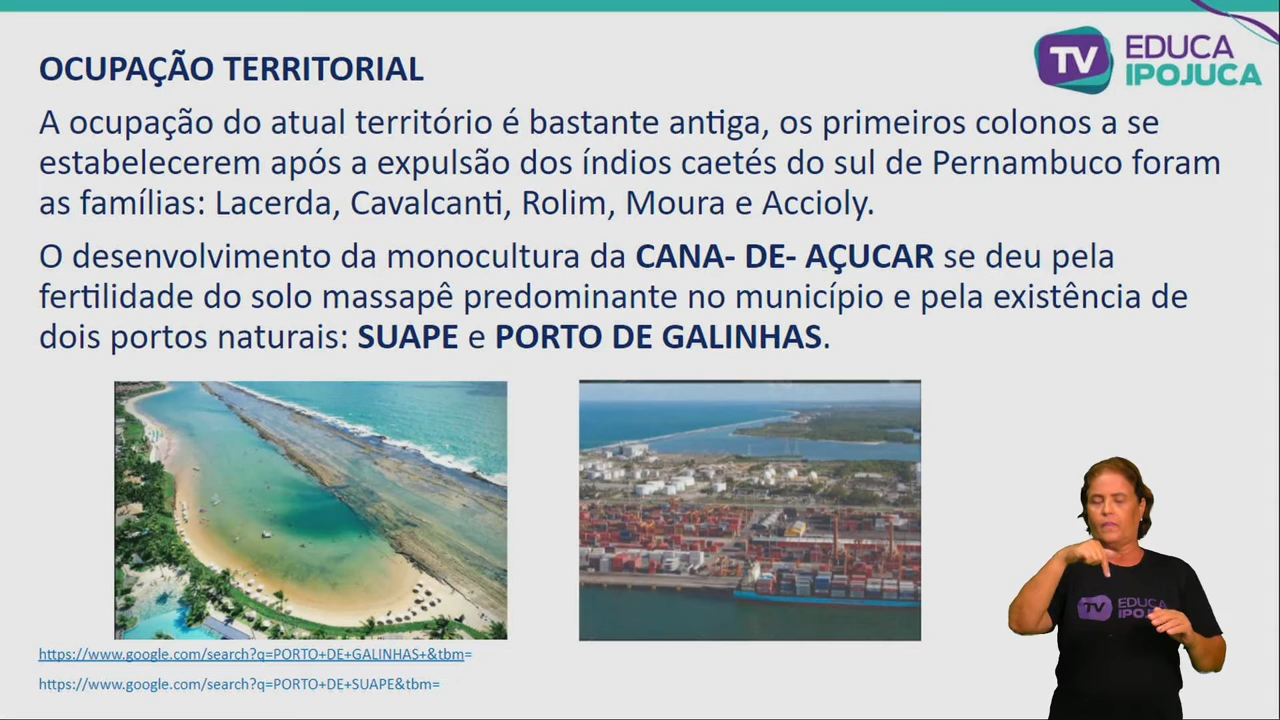 OCUPAÇÃO TERRITORIAL
TV EDUCA
IPOJUCA
A ocupação do atual território é bastante antiga, os primeiros colonos a se
estabelecerem após a expulsão dos índios caetés do sul de Pernambuco foram
as famílias: Lacerda, Cavalcanti, Rolim, Moura e Accioly.
O desenvolvimento da monocultura da CANA- DE- AÇUCAR se deu pela
fertilidade do solo massapê predominante no município e pela existência de
dois portos naturais: SUAPE e PORTO DE GALINHAS.
https://www.google.com/search?q=PORTO+DE+GALINHAS+&tbm=
https://www.google.com/search?q=PORTO+DE+SUAPE&tbm=
TV EDUCA
IPOJUCA